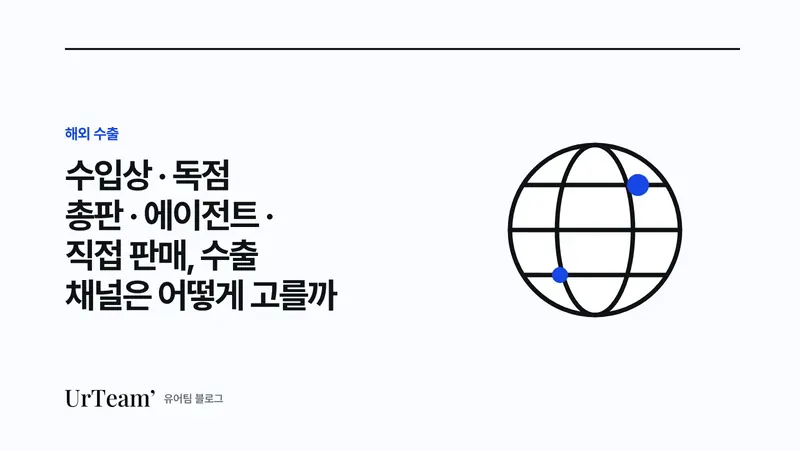 해외 수출
수입상 · 독점
총판 · 에이전트 ·
직접 판매, 수출
채널은 어떻게 고를까
UrTeam’ 유어팀 블로그